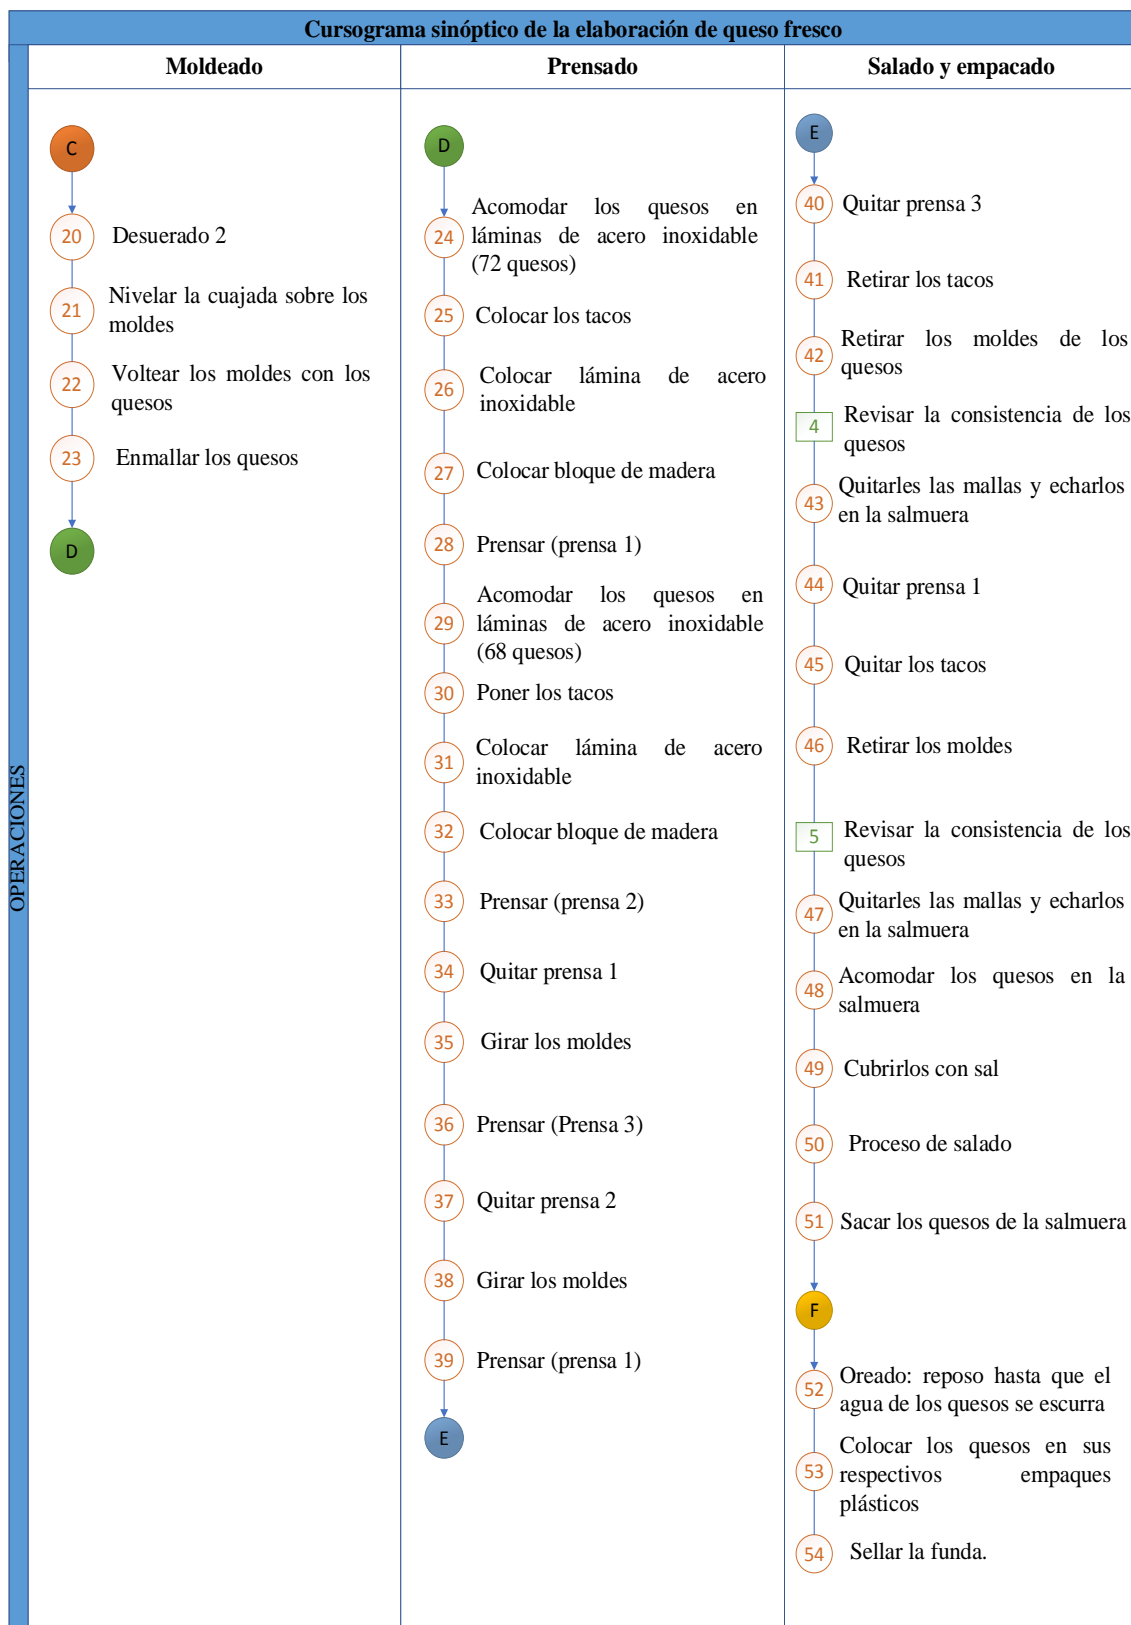 Cursograma sinóptico de la elaboración de queso fresco
OPERACIONES
Moldeado
C
20 Desuerado 2
21 Nivelar la cuajada sobre los
moldes
22 Voltear los moldes con los
quesos
23 Enmallar los quesos
D
Prensado
D
24 Acomodar los quesos en
láminas de acero inoxidable
(72 quesos)
25 Colocar los tacos
26 Colocar lámina de acero
inoxidable
27 Colocar bloque de madera
28 Prensar (prensa 1)
29 Acomodar los quesos en
láminas de acero inoxidable
(68 quesos)
30 Poner los tacos
31 Colocar lámina de acero
inoxidable
32 Colocar bloque de madera
33 Prensar (prensa 2)
34 Quitar prensa 1
35 Girar los moldes
36 Prensar (Prensa 3)
37 Quitar prensa 2
38 Girar los moldes
39 Prensar (prensa 1)
E
Salado y empacado
E
40 Quitar prensa 3
41 Retirar los tacos
42 Retirar los moldes de los
quesos
4 Revisar la consistencia de los
quesos
43 Quitarles las mallas y echarlos
en la salmuera
44 Quitar prensa 1
45 Quitar los tacos
46 Retirar los moldes
5 Revisar la consistencia de los
quesos
47 Quitarles las mallas y echarlos
en la salmuera
48 Acomodar los quesos en la
salmuera
49 Cubrirlos con sal
50 Proceso de salado
51 Sacar los quesos de la salmuera
F
52 Oreado: reposo hasta que el
agua de los quesos se escurra
53 Colocar los quesos en sus
respectivos empaques
plásticos
54 Sellar la funda.